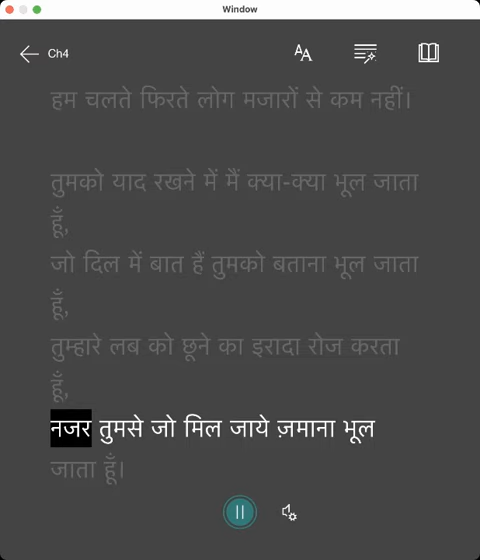 Window
Ch4
हम चलते फिरते लोग मजारों से कम नहीं।
तुमको याद रखने में मैं क्या-क्या भूल जाता
हूँ,
जो दिल में बात हैं तुमको बताना भूल जाता
हूँ,
तुम्हारे लब को छूने का इरादा रोज करता
हूँ,
नजर तुमसे जो मिल जाये ज़माना भूल
जाता हूँ।